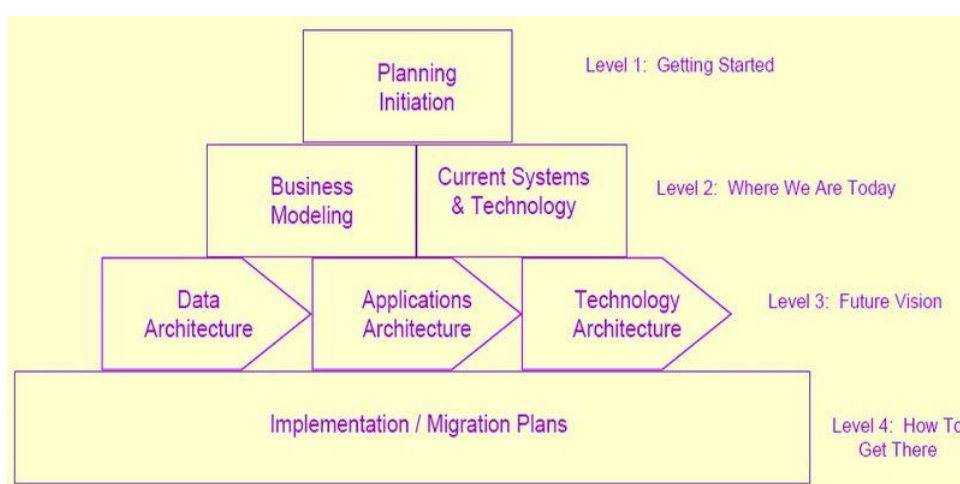 Planning
Initiation
Level 1: Getting Started
Business
Modeling
Current Systems
& Technology
Level 2: Where We Are Today
Data
Architecture
Applications
Architecture
Technology
Architecture
Level 3: Future Vision
Implementation / Migration Plans
Level 4: How To
Get There